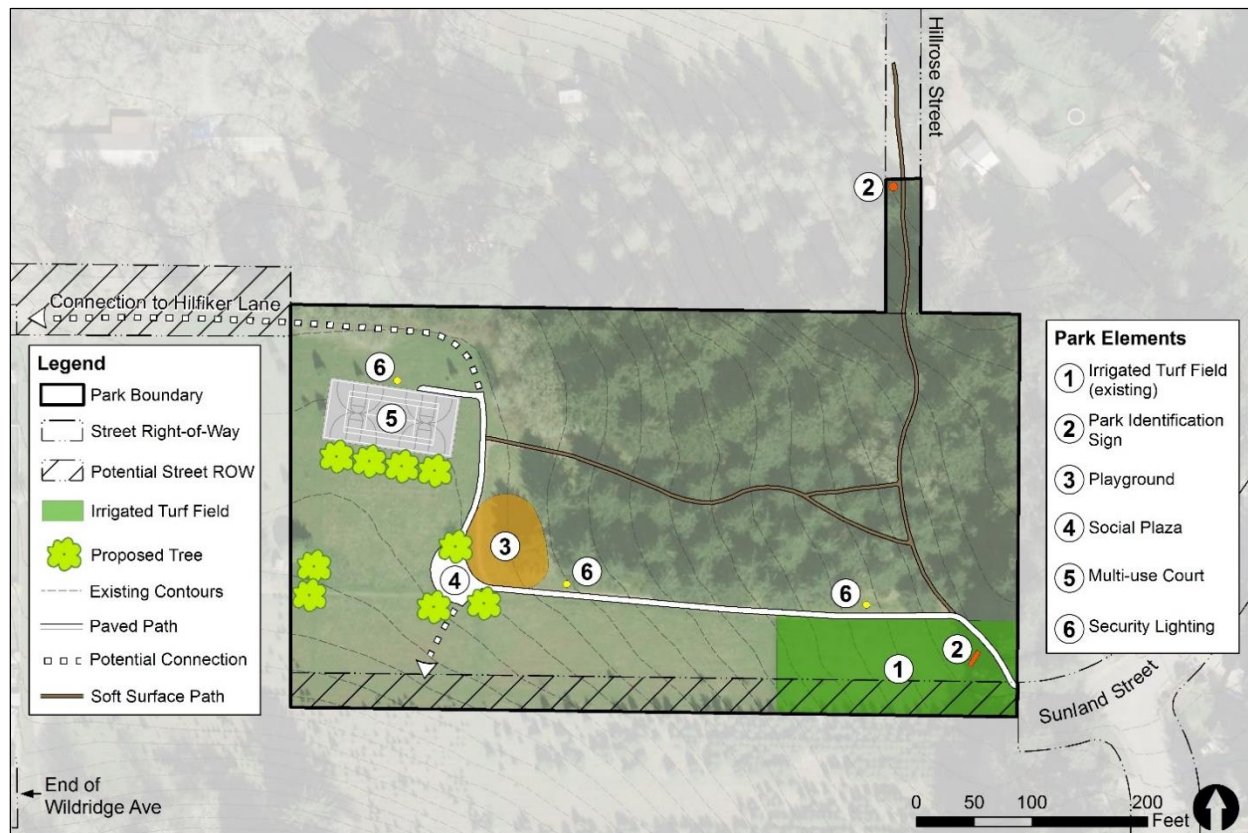 Hillrose Street
2
Connection to Hilfiker Lane
Legend
Park Boundary
Street Right-of-Way
Potential Street ROW
Irrigated Turf Field
Proposed Tree
Existing Contours
Paved Path
Potential Connection
Soft Surface Path
6
5
3
4
6
6
1
2
Park Elements
1 Irrigated Turf Field
(existing)
2 Park Identification
Sign
3 Playground
4 Social Plaza
5 Multi-use Court
6 Security Lighting
Sunland Street
End of
Wildridge Ave
0 50 100 200
Feet